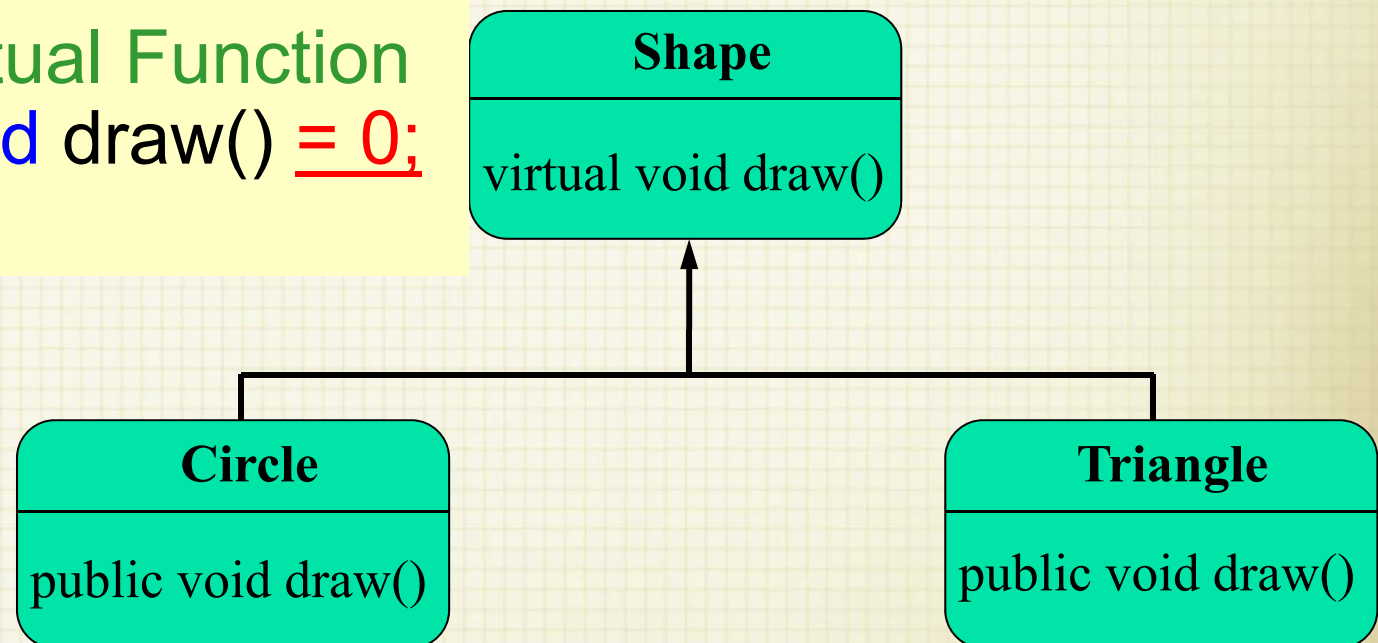 tual Function
d draw() = 0;
Shape
virtual void draw()
Circle
public void draw()
Triangle
public void draw()